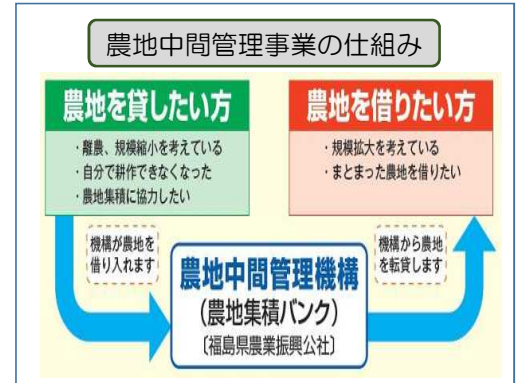 農地中間管理事業の仕組み
農地を貸したい方
・離農、規模縮小を考えている
・自分で耕作できなくなった
・農地集積に協力したい
農地を借りたい方
・規模拡大を考えている
・まとまった農地を借りたい
機構が農地を
借り入れます
農地中間管理機構
(農地集積バンク)
〔福島県農業振興公社〕
機構から農地
を転貸します